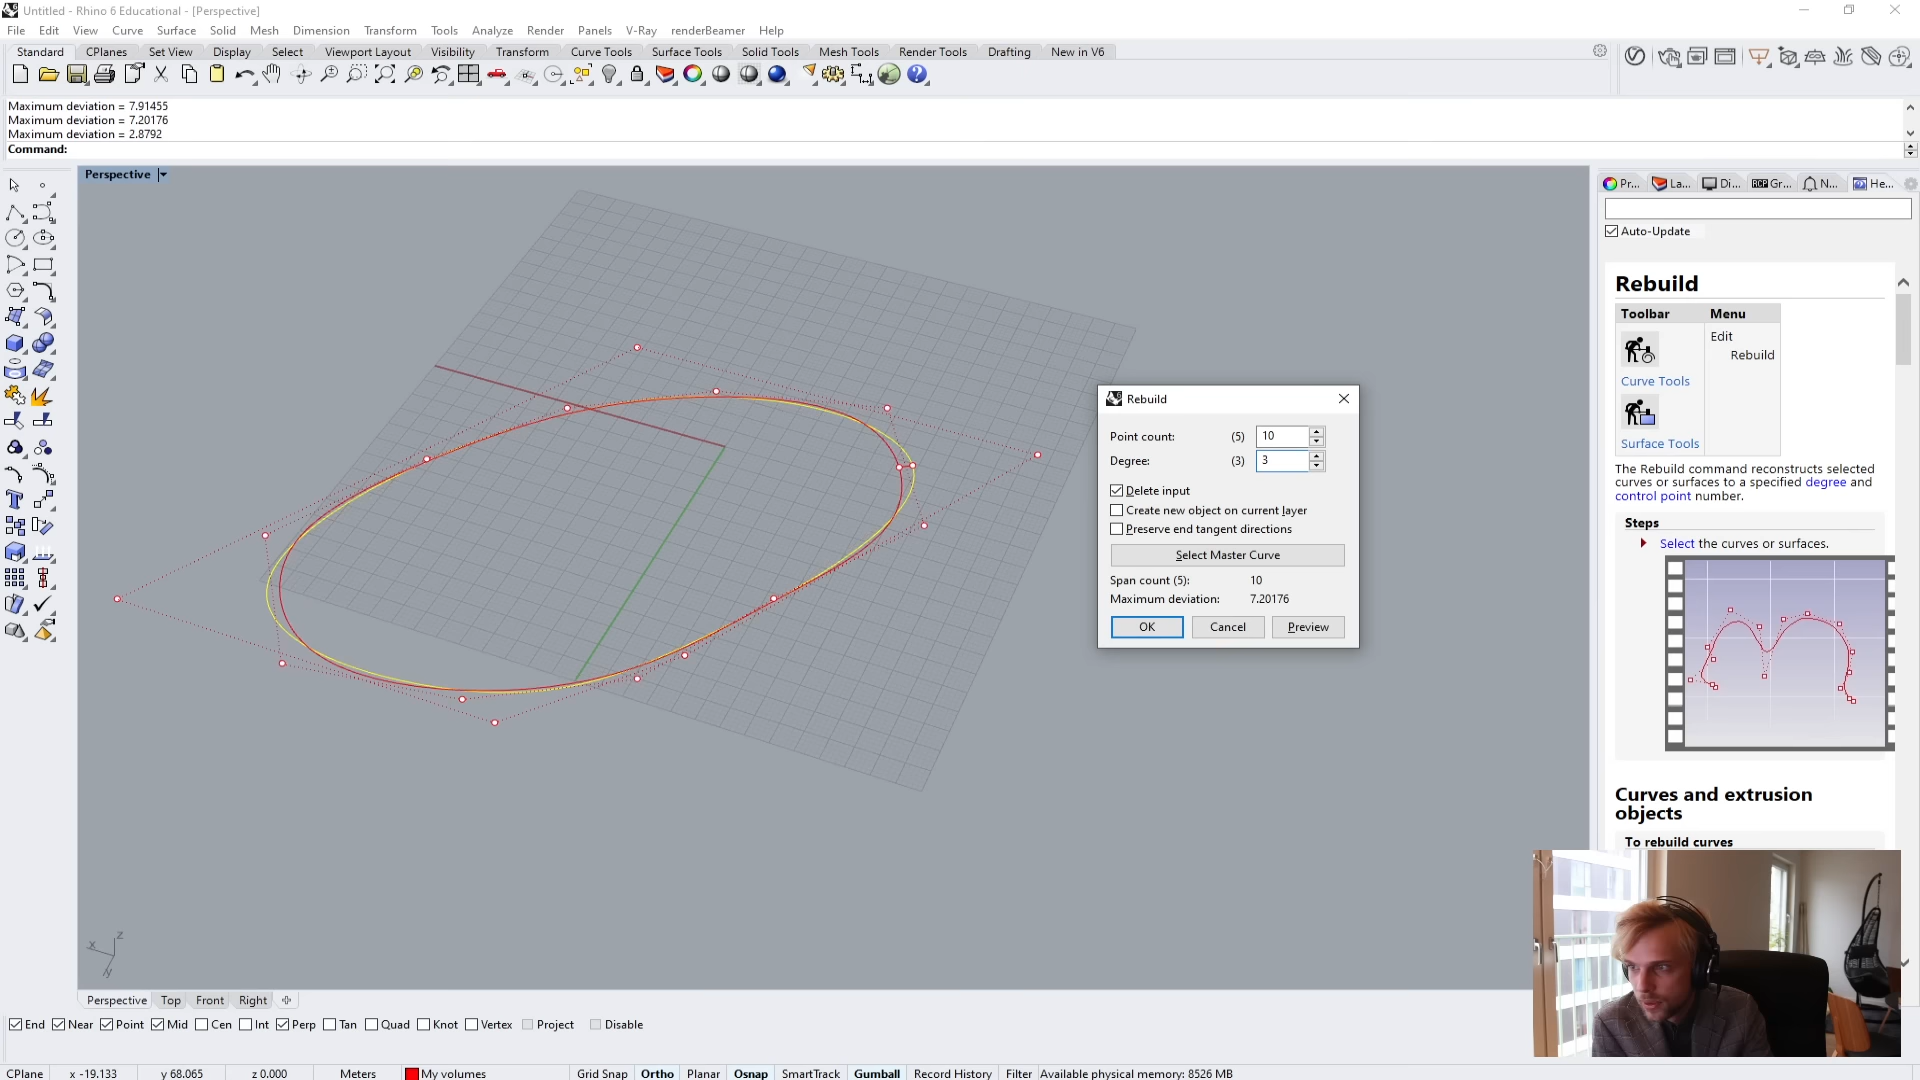 Untitled - Rhino 6 Educational - [Perspective]
File Edit View Curve Surface Solid Mesh Dimension Transform Tools Analyze Render Panels V-Ray renderBeamer Help
Standard CPlanes Set View Display Select Viewport Layout Visibility Transform Curve Tools Surface Tools Solid Tools Mesh Tools Render Tools Drafting New in V6
Maximum deviation = 7.91455
Maximum deviation = 7.20176
Maximum deviation = 2.8792
Command:
Perspective
Pr... La... Di... RCP Gr... N... He...
Auto-Update
Rebuild
Toolbar Menu
Edit
Rebuild
Curve Tools
Surface Tools
The Rebuild command reconstructs selected
curves or surfaces to a specified degree and
control point number.
Steps
Select the curves or surfaces.
Curves and extrusion
objects
To rebuild curves
Rebuild
Point count: (5) 10
Degree: (3) 3
Delete input
Create new object on current layer
Preserve end tangent directions
Select Master Curve
Span count (5): 10
Maximum deviation: 7.20176
OK Cancel Preview
z
x
y
Perspective Top Front Right
End Near Point Mid Cen Int Perp Tan Quad Knot Vertex Project Disable
CPlane x -19.133 y 68.065 z 0.000 Meters My volumes Grid Snap Ortho Planar Osnap SmartTrack Gumball Record History Filter Available physical memory: 8526 MB